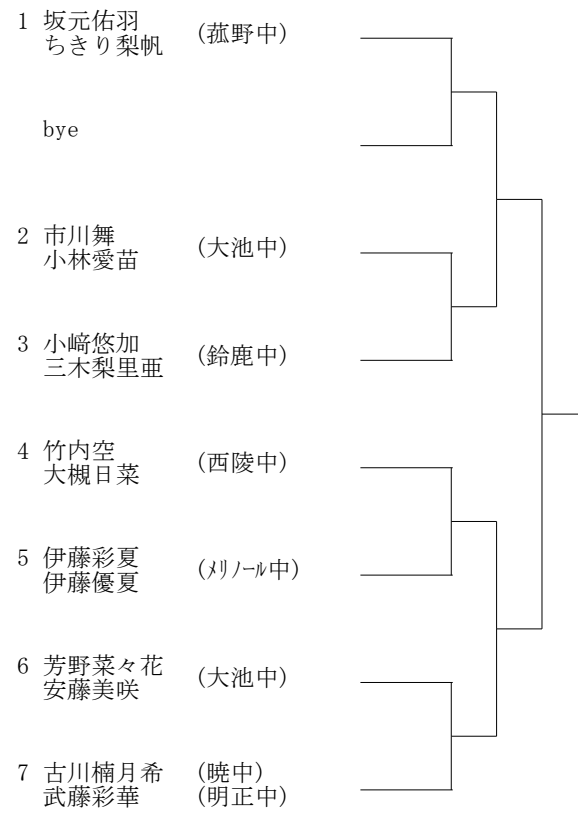 1 坂元佑羽 (菰野中)
ちきり梨帆
bye
2 市川舞 (大池中)
小林愛苗
3 小﨑悠加 (鈴鹿中)
三木梨里亜
4 竹内空 (西陵中)
大槻日菜
5 伊藤彩夏 (ﾒﾘﾉｰﾙ中)
伊藤優夏
6 芳野菜々花 (大池中)
安藤美咲
7 古川楠月希 (暁中)
武藤彩華 (明正中)